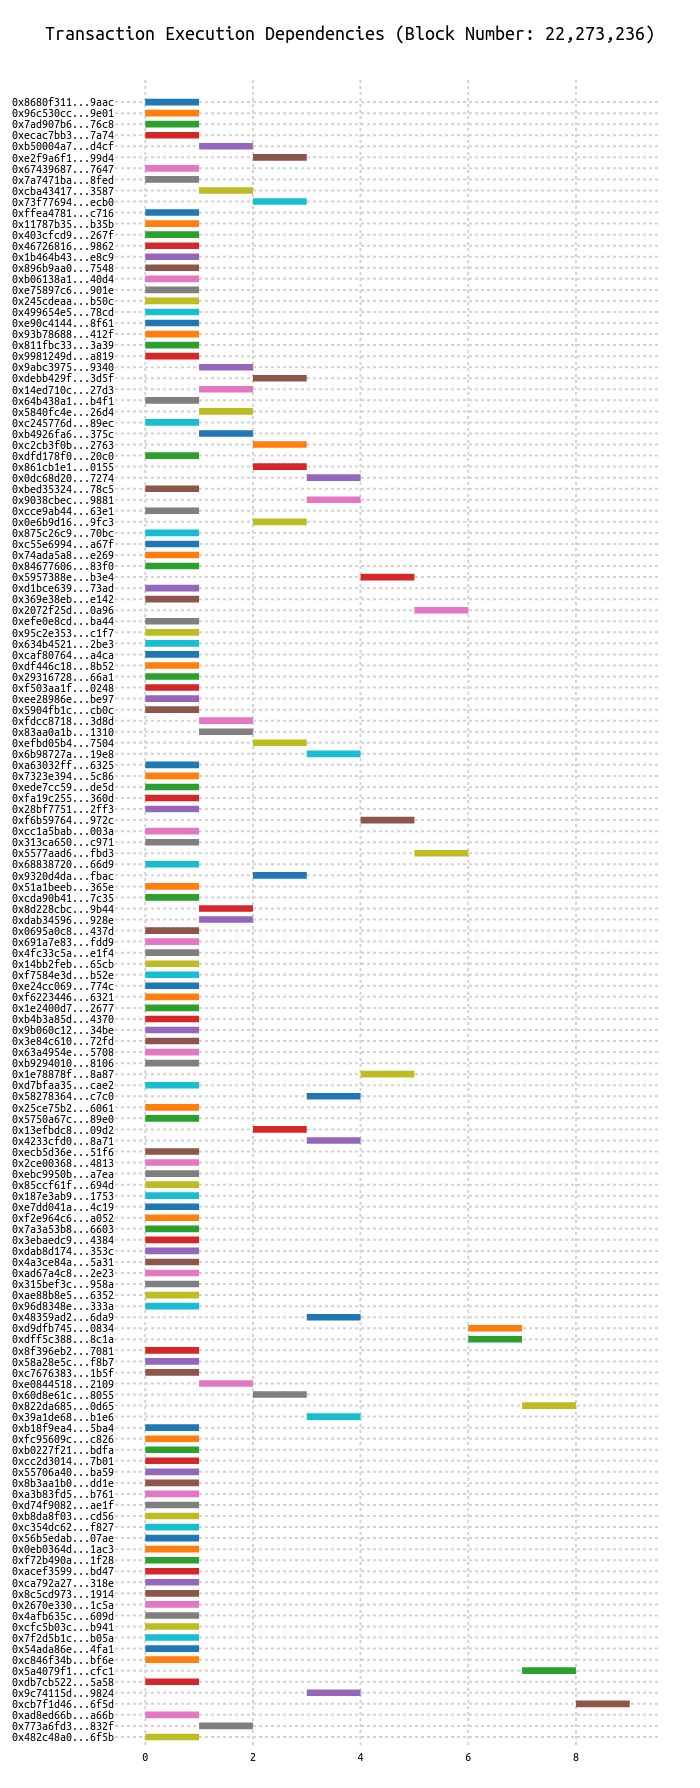 Transaction Execution Dependencies (Block Number: 22,273,236)
0x8680f311...9aac
0x96c530cc...9e01
0x7ad907b6...76c8
0xecac7bb3...7a74
0xb50004a7...d4cf
0xe2f9a6f1...99d4
0x67439687...7647
0x7a7471ba...8fed
0xcba43417...3587
0x73f77694...ecb0
0xffea4781...c716
0x11787b35...b35b
0x403cfcd9...267f
0x46726816...9862
0x1b464b43...e8c9
0x896b9aa0...7548
0xb06138a1...40d4
0xe75897c6...901e
0x245cdeaa...b50c
0x499654e5...78cd
0xe90c4144...8f61
0x93b78688...412f
0x811fbc33...3a39
0x9981249d...a819
0x9abc3975...9340
0xdebb429f...3d5f
0x14ed710c...27d3
0x64b438a1...b4f1
0x5840fc4e...26d4
0xc245776d...89ec
0xb4926fa6...375c
0xc2cb3f0b...2763
0xdfd178f0...20c0
0x861cb1e1...0155
0x0dc68d20...7274
0xbed35324...78c5
0x9038cbec...9881
0xcce9ab44...63e1
0x0e6b9d16...9fc3
0x875c26c9...70bc
0xc55e6994...a67f
0x74ada5a8...e269
0x84677606...83f0
0x5957388e...b3e4
0xd1bce639...73ad
0x369e38eb...e142
0x2072f25d...0a96
0xefe0e8cd...ba44
0x95c2e353...c1f7
0x634b4521...2be3
0xcaf80764...a4ca
0xdf446c18...8b52
0x29316728...66a1
0xf503aa1f...0248
0xee28986e...be97
0x5904fb1c...cb0c
0xfdcc8718...3d8d
0x83aa0a1b...1310
0xefbd05b4...7504
0x6b98727a...19e8
0xa63032ff...6325
0x7323e394...5c86
0xede7cc59...de5d
0xfa19c255...360d
0x28bf7751...2ff3
0xf6b59764...972c
0xcc1a5bab...003a
0x313ca650...c971
0x5577aad6...fbd3
0x68838720...66d9
0x9320d4da...fbac
0x51a1beeb...365e
0xcda90b41...7c35
0x8d228cbc...9b44
0xdab34596...928e
0x0695a0c8...437d
0x691a7e83...fdd9
0x4fc33c5a...e1f4
0x14bb2feb...65cb
0xf7584e3d...b52e
0xe24cc069...774c
0xf6223446...6321
0x1e2400d7...2677
0xb4b3a85d...4370
0x9b060c12...34be
0x3e84c610...72fd
0x63a4954e...5708
0xb9294010...8106
0x1e78878f...8a87
0xd7bfaa35...cae2
0x58278364...c7c0
0x25ce75b2...6061
0x5750a67c...89e0
0x13efbdc8...09d2
0x4233cfd0...8a71
0xecb5d36e...51f6
0x2ce00368...4813
0xebc9950b...a7ea
0x85ccf61f...694d
0x187e3ab9...1753
0xe7dd041a...4c19
0xf2e964c6...a052
0x7a3a53b8...6603
0x3ebaedc9...4384
0xdab8d174...353c
0x4a3ce84a...5a31
0xad67a4c8...2e23
0x315bef3c...958a
0xae88b8e5...6352
0x96d8348e...333a
0x48359ad2...6da9
0xd9dfb745...0834
0xdff5c388...8c1a
0x8f396eb2...7081
0x58a28e5c...f8b7
0xc7676383...1b5f
0xe0844518...2109
0x60d8e61c...8055
0x822da685...0d65
0x39a1de68...b1e6
0xb18f9ea4...5ba4
0xfc95609c...c826
0xb0227f21...bdfa
0xcc2d3014...7b01
0x55706a40...ba59
0x8b3aa1b0...dd1e
0xa3b83fd5...b761
0xd74f9082...ae1f
0xb8da8f03...cd56
0xc354dc62...f827
0x56b5edab...07ae
0x0eb0364d...1ac3
0xf72b490a...1f28
0xacef3599...bd47
0xca792a27...318e
0x8c5cd973...1914
0x2670e330...1c5a
0x4afb635c...609d
0xcfc5b03c...b941
0x7f2d5b1c...b05a
0x54ada86e...4fa1
0xc846f34b...bf6e
0x5a4079f1...cfc1
0xdb7cb522...5a58
0x9c74115d...9824
0xcb7f1d46...6f5d
0xad8ed66b...a66b
0x773a6fd3...832f
0x482c48a0...6f5b
0 2 4 6 8